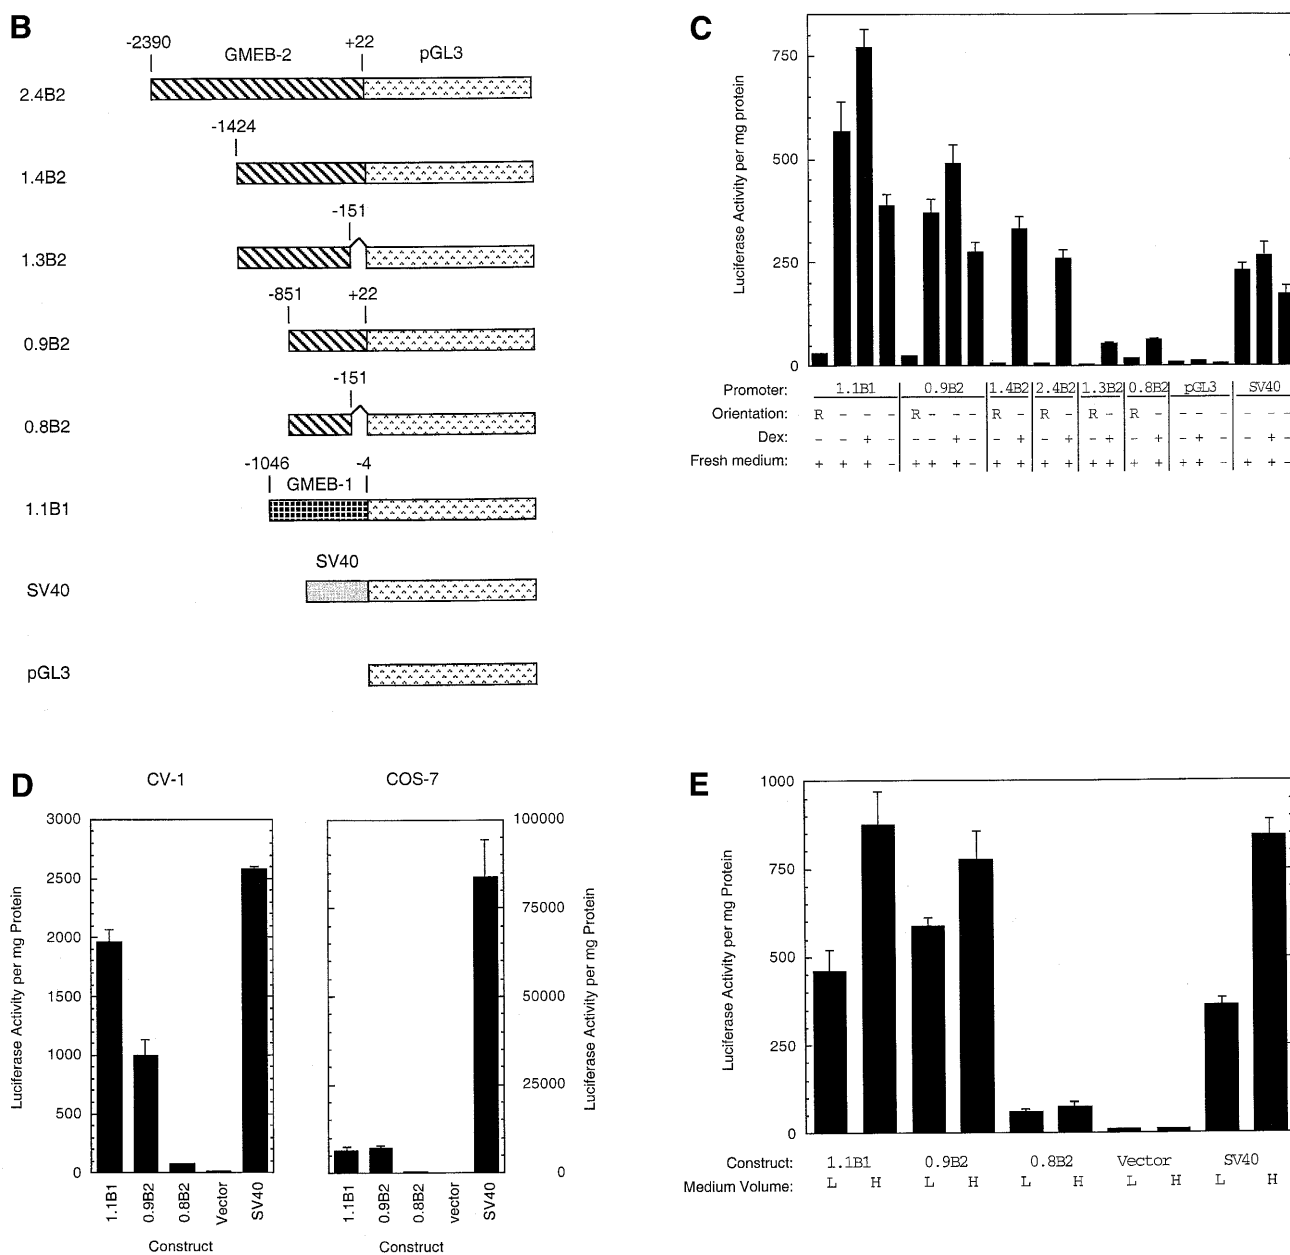 B
-2390 GMEB-2 +22 pGL3
2.4B2
-1424
1.4B2
-151
1.3B2
-851 +22
0.9B2
-151
0.8B2
-1046 -4
GMEB-1
1.1B1
SV40
SV40
pGL3
C
Luciferase Activity per mg protein
750
500
250
0
Promoter: 1.1B1 0.9B2 1.4B2 2.4B2 1.3B2 0.8B2 pGL3 SV40
Orientation: R - - - R - - - R - R - R - R - - - - - - -
Dex: - - + - - - + - - + - + - + - + - + - - + -
Fresh medium: + + + - + + + - + + + + + + + + + + - + + -
D
CV-1 COS-7
Luciferase Activity per mg Protein
3000
2500
2000
1500
1000
500
0
1.1B1 0.9B2 0.8B2 Vector SV40
Construct
100000
75000
50000
25000
0
Luciferase Activity per mg Protein
1.1B1 0.9B2 0.8B2 vector SV40
Construct
E
Luciferase Activity per mg Protein
1000
750
500
250
0
Construct: 1.1B1 0.9B2 0.8B2 Vector SV40
Medium Volume: L H L H L H L H L H